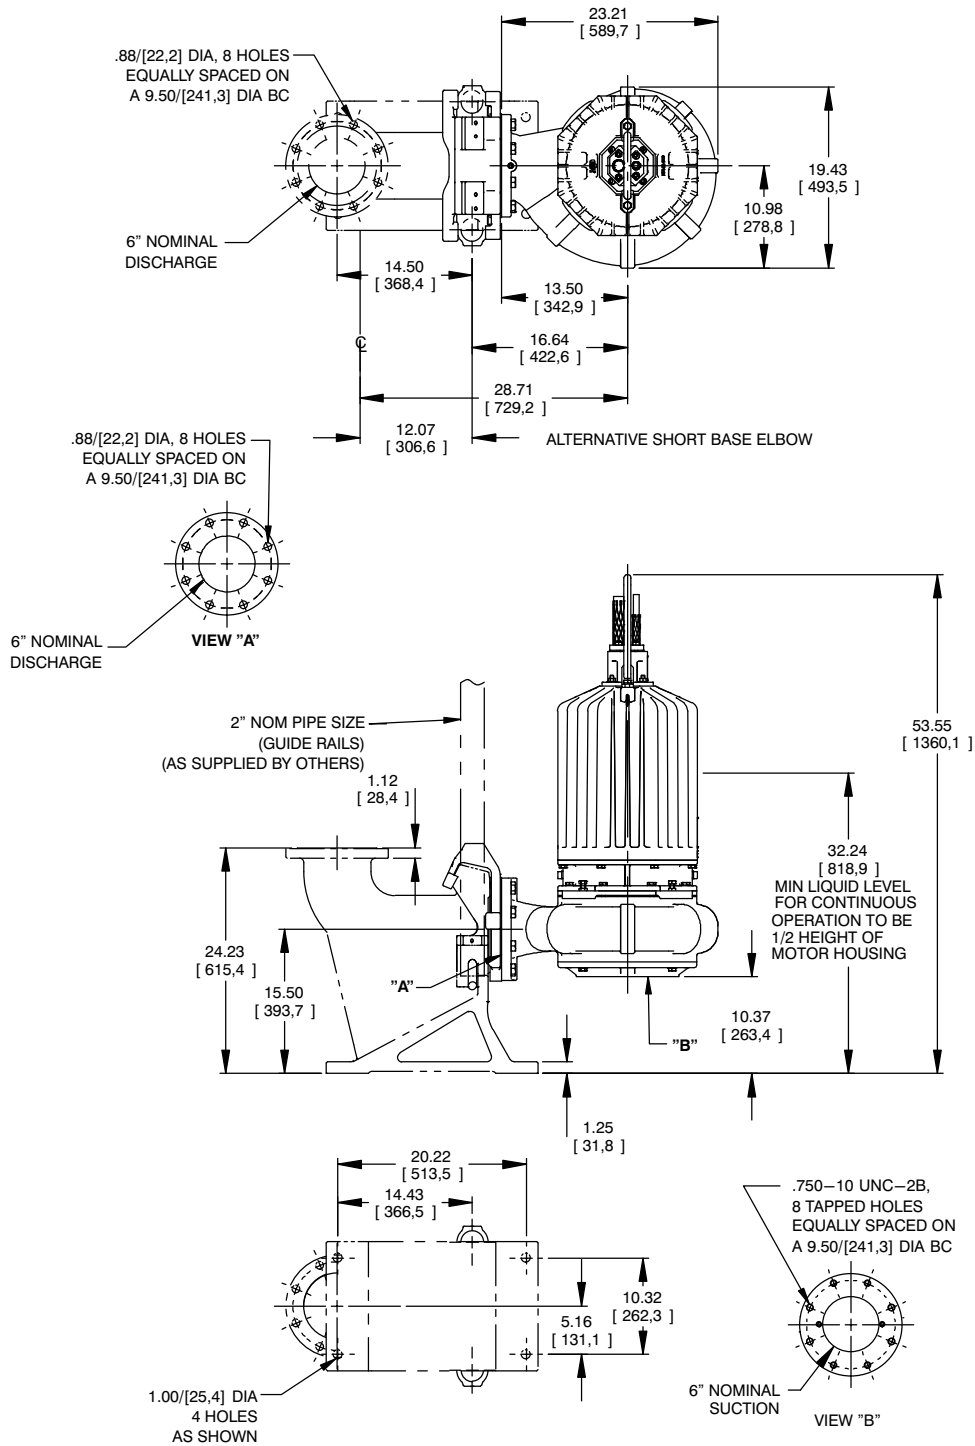 23.21
[ 589,7 ]
.88/[22,2] DIA, 8 HOLES
EQUALLY SPACED ON
A 9.50/[241,3] DIA BC
19.43
[ 493,5 ]
10.98
[ 278,8 ]
6” NOMINAL
DISCHARGE
14.50
[ 368,4 ]
13.50
[ 342,9 ]
℄
16.64
[ 422,6 ]
28.71
[ 729,2 ]
12.07
[ 306,6 ]
ALTERNATIVE SHORT BASE ELBOW
.88/[22,2] DIA, 8 HOLES
EQUALLY SPACED ON
A 9.50/[241,3] DIA BC
6” NOMINAL
DISCHARGE
VIEW ”A”
2” NOM PIPE SIZE
(GUIDE RAILS)
(AS SUPPLIED BY OTHERS)
1.12
[ 28,4 ]
53.55
[ 1360,1 ]
32.24
[ 818,9 ]
MIN LIQUID LEVEL
FOR CONTINUOUS
OPERATION TO BE
1/2 HEIGHT OF
MOTOR HOUSING
24.23
[ 615,4 ]
15.50
[ 393,7 ]
”A”
”B”
10.37
[ 263,4 ]
1.25
[ 31,8 ]
20.22
[ 513,5 ]
14.43
[ 366,5 ]
10.32
[ 262,3 ]
5.16
[ 131,1 ]
1.00/[25,4] DIA
4 HOLES
AS SHOWN
.750–10 UNC–2B,
8 TAPPED HOLES
EQUALLY SPACED ON
A 9.50/[241,3] DIA BC
6” NOMINAL
SUCTION
VIEW ”B”